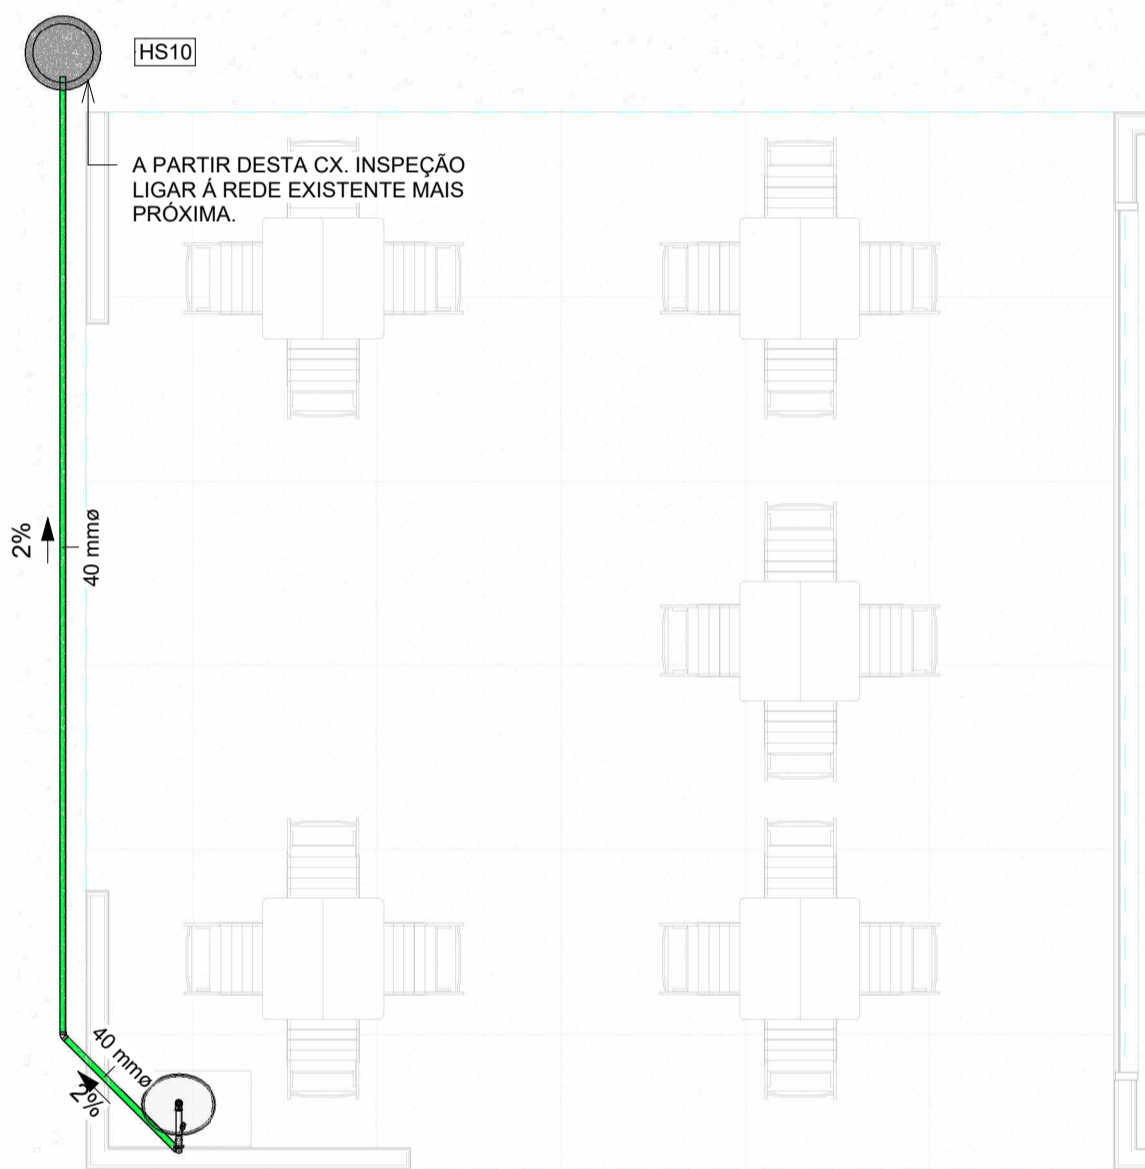 HS10
A PARTIR DESTA CX. INSPEÇÃO
LIGAR Á REDE EXISTENTE MAIS
PRÓXIMA.
2%
40 mmø
40 mmø
2%